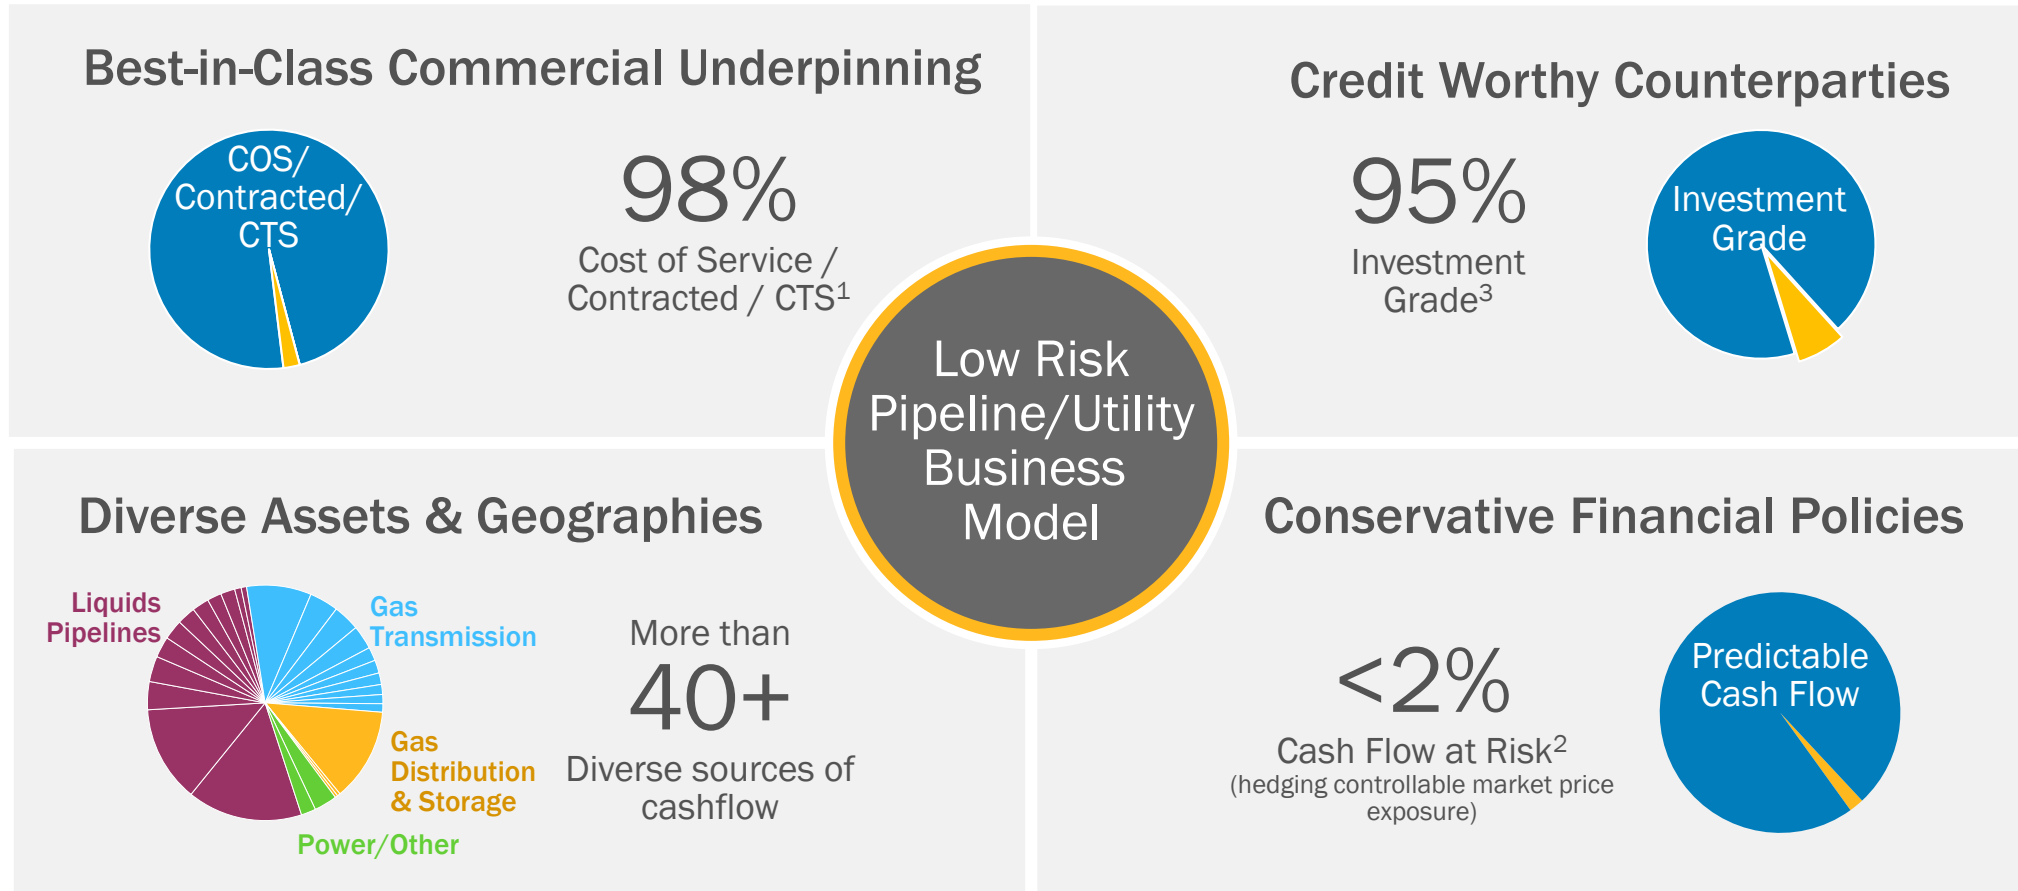 Best-in-Class Commercial Underpinning
COS/
Contracted/
CTS
98%
Cost of Service /
Contracted / CTS¹
Credit Worthy Counterparties
95%
Investment
Grade³
Investment
Grade
Low Risk
Pipeline/Utility
Business
Model
Diverse Assets & Geographies
Liquids
Pipelines
Gas
Transmission
Gas
Distribution
& Storage
Power/Other
More than
40+
Diverse sources of
cashflow
Conservative Financial Policies
<2%
Cash Flow at Risk²
(hedging controllable market price
exposure)
Predictable
Cash Flow